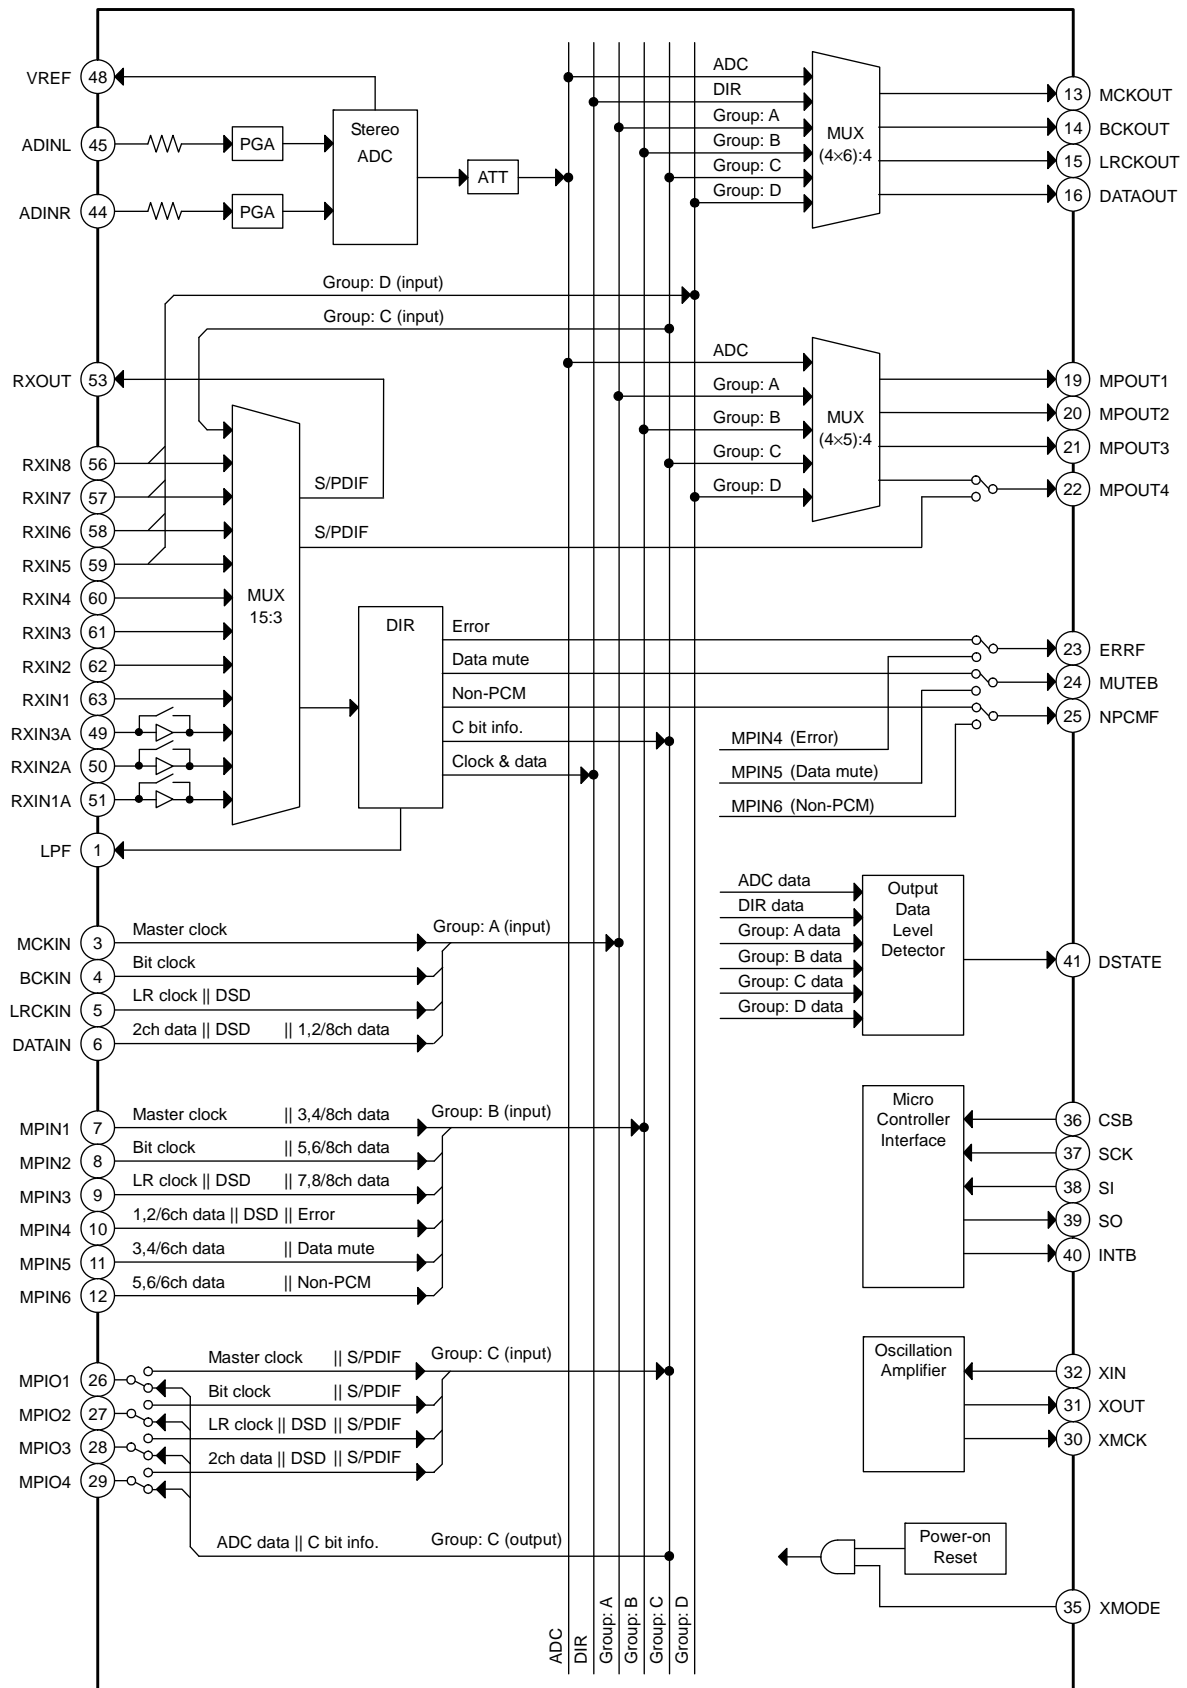 VREF 48
ADINL 45 PGA
ADINR 44 PGA
Stereo
ADC
ATT
ADC
DIR
Group: A
Group: B
Group: C
Group: D
MUX
(4×6):4
13 MCKOUT
14 BCKOUT
15 LRCKOUT
16 DATAOUT
Group: D (input)
Group: C (input)
RXOUT 53
RXIN8 56
RXIN7 57
RXIN6 58
RXIN5 59
RXIN4 60
RXIN3 61
RXIN2 62
RXIN1 63
RXIN3A 49
RXIN2A 50
RXIN1A 51
LPF 1
MUX
15:3
S/PDIF
S/PDIF
ADC
Group: A
Group: B
Group: C
Group: D
MUX
(4×5):4
19 MPOUT1
20 MPOUT2
21 MPOUT3
22 MPOUT4
DIR
Error
Data mute
Non-PCM
C bit info.
Clock & data
MPIN4 (Error)
MPIN5 (Data mute)
MPIN6 (Non-PCM)
23 ERRF
24 MUTEB
25 NPCMF
ADC data
DIR data
Group: A data
Group: B data
Group: C data
Group: D data
Output
Data
Level
Detector
41 DSTATE
MCKIN 3 Master clock
BCKIN 4 Bit clock
LRCKIN 5 LR clock || DSD
DATAIN 6 2ch data || DSD || 1,2/8ch data
Group: A (input)
MPIN1 7 Master clock || 3,4/8ch data
MPIN2 8 Bit clock || 5,6/8ch data
MPIN3 9 LR clock || DSD || 7,8/8ch data
MPIN4 10 1,2/6ch data || DSD || Error
MPIN5 11 3,4/6ch data || Data mute
MPIN6 12 5,6/6ch data || Non-PCM
Group: B (input)
Micro
Controller
Interface
36 CSB
37 SCK
38 SI
39 SO
40 INTB
MPIO1 26 Master clock || S/PDIF
MPIO2 27 Bit clock || S/PDIF
MPIO3 28 LR clock || DSD || S/PDIF
MPIO4 29 2ch data || DSD || S/PDIF
Group: C (input)
ADC data || C bit info. Group: C (output)
Oscillation
Amplifier
32 XIN
31 XOUT
30 XMCK
Power-on
Reset
35 XMODE
ADC
DIR
Group: A
Group: B
Group: C
Group: D